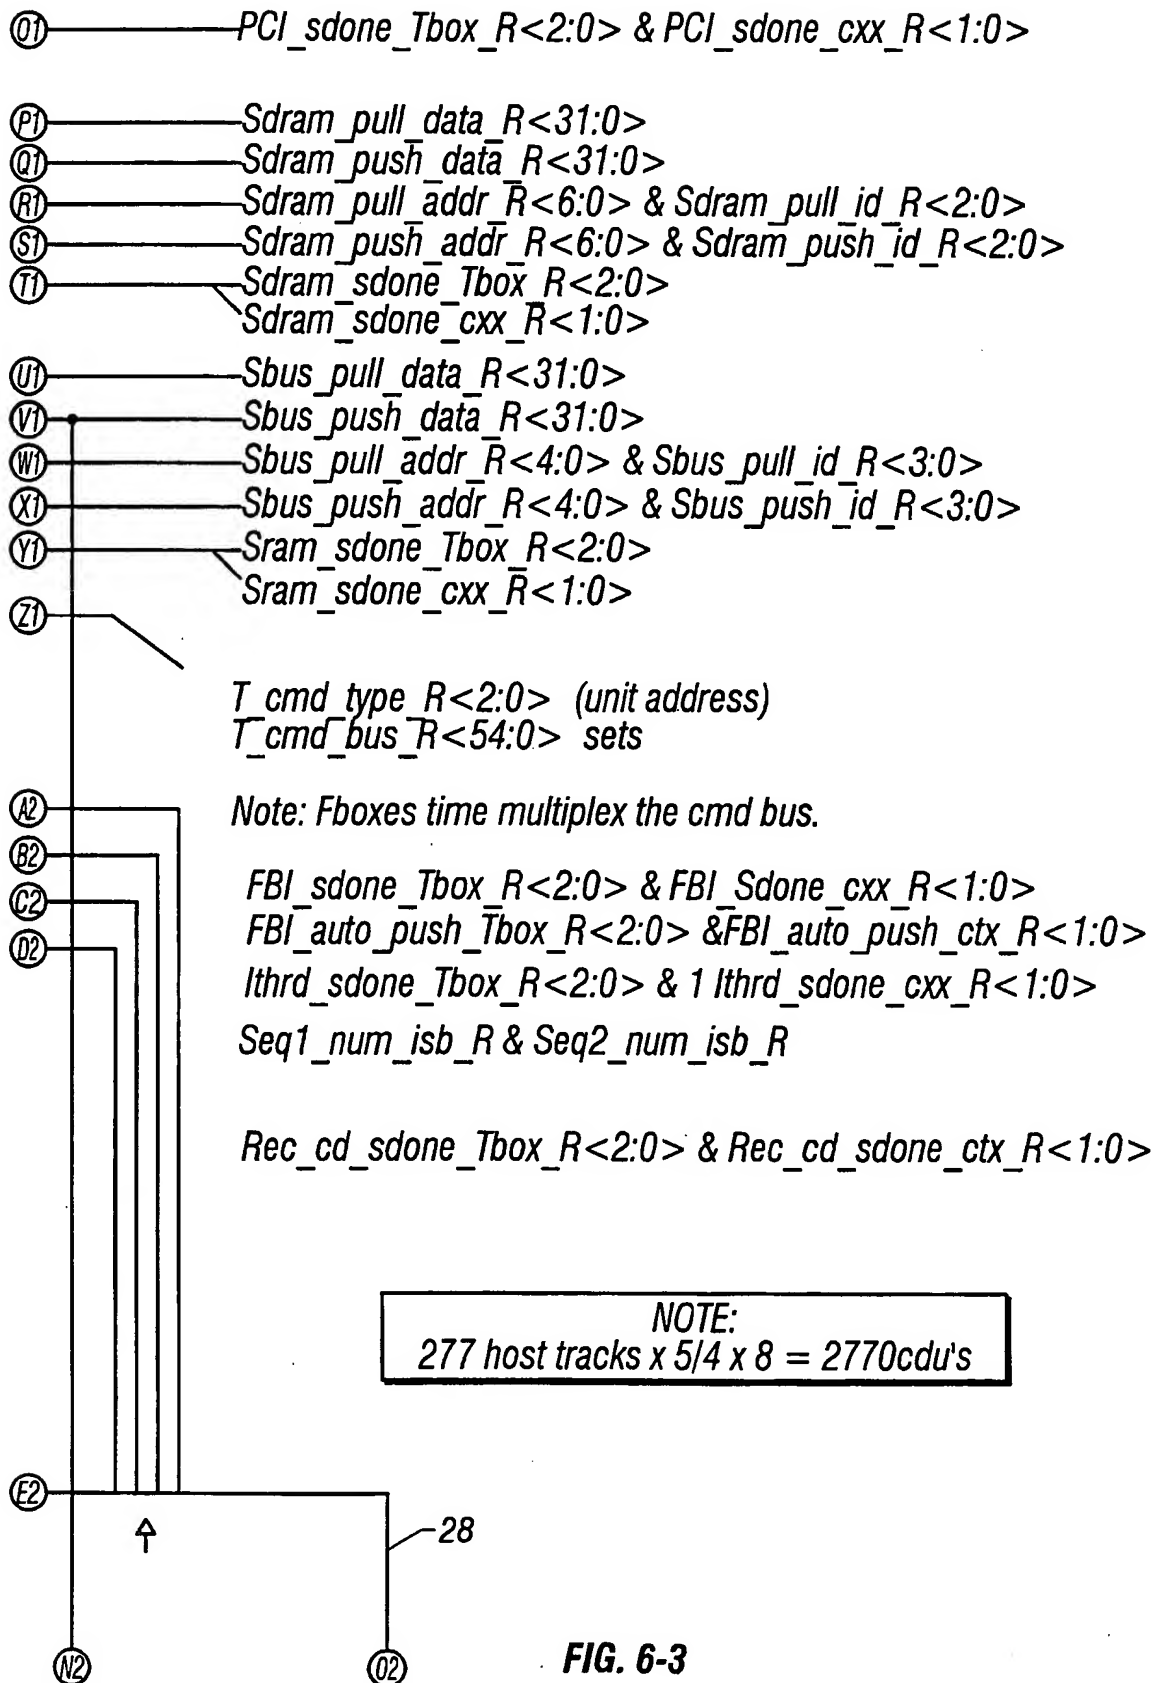 O1 PCI_sdone_Tbox_R<2:0> & PCI_sdone_cxx_R<1:0>
P1 Sdram_pull_data_R<31:0>
Q1 Sdram_push_data_R<31:0>
R1 Sdram_pull_addr_R<6:0> & Sdram_pull_id_R<2:0>
S1 Sdram_push_addr_R<6:0> & Sdram_push_id_R<2:0>
T1 Sdram_sdone_Tbox_R<2:0>
Sdram_sdone_cxx_R<1:0>
U1 Sbus_pull_data_R<31:0>
V1 Sbus_push_data_R<31:0>
W1 Sbus_pull_addr_R<4:0> & Sbus_pull_id_R<3:0>
X1 Sbus_push_addr_R<4:0> & Sbus_push_id_R<3:0>
Y1 Sram_sdone_Tbox_R<2:0>
Sram_sdone_cxx_R<1:0>
Z1
T_cmd_type_R<2:0> (unit address)
T_cmd_bus_R<54:0> sets
A2 Note: Fboxes time multiplex the cmd bus.
B2
FBI_sdone_Tbox_R<2:0> & FBI_Sdone_cxx_R<1:0>
C2
FBI_auto_push_Tbox_R<2:0> &FBI_auto_push_ctx_R<1:0>
D2
Ithrd_sdone_Tbox_R<2:0> & 1 Ithrd_sdone_cxx_R<1:0>
Seq1_num_isb_R & Seq2_num_isb_R
Rec_cd_sdone_Tbox_R<2:0> & Rec_cd_sdone_ctx_R<1:0>
NOTE:
277 host tracks x 5/4 x 8 = 2770cdu's
E2
28
N2
O2
FIG. 6-3